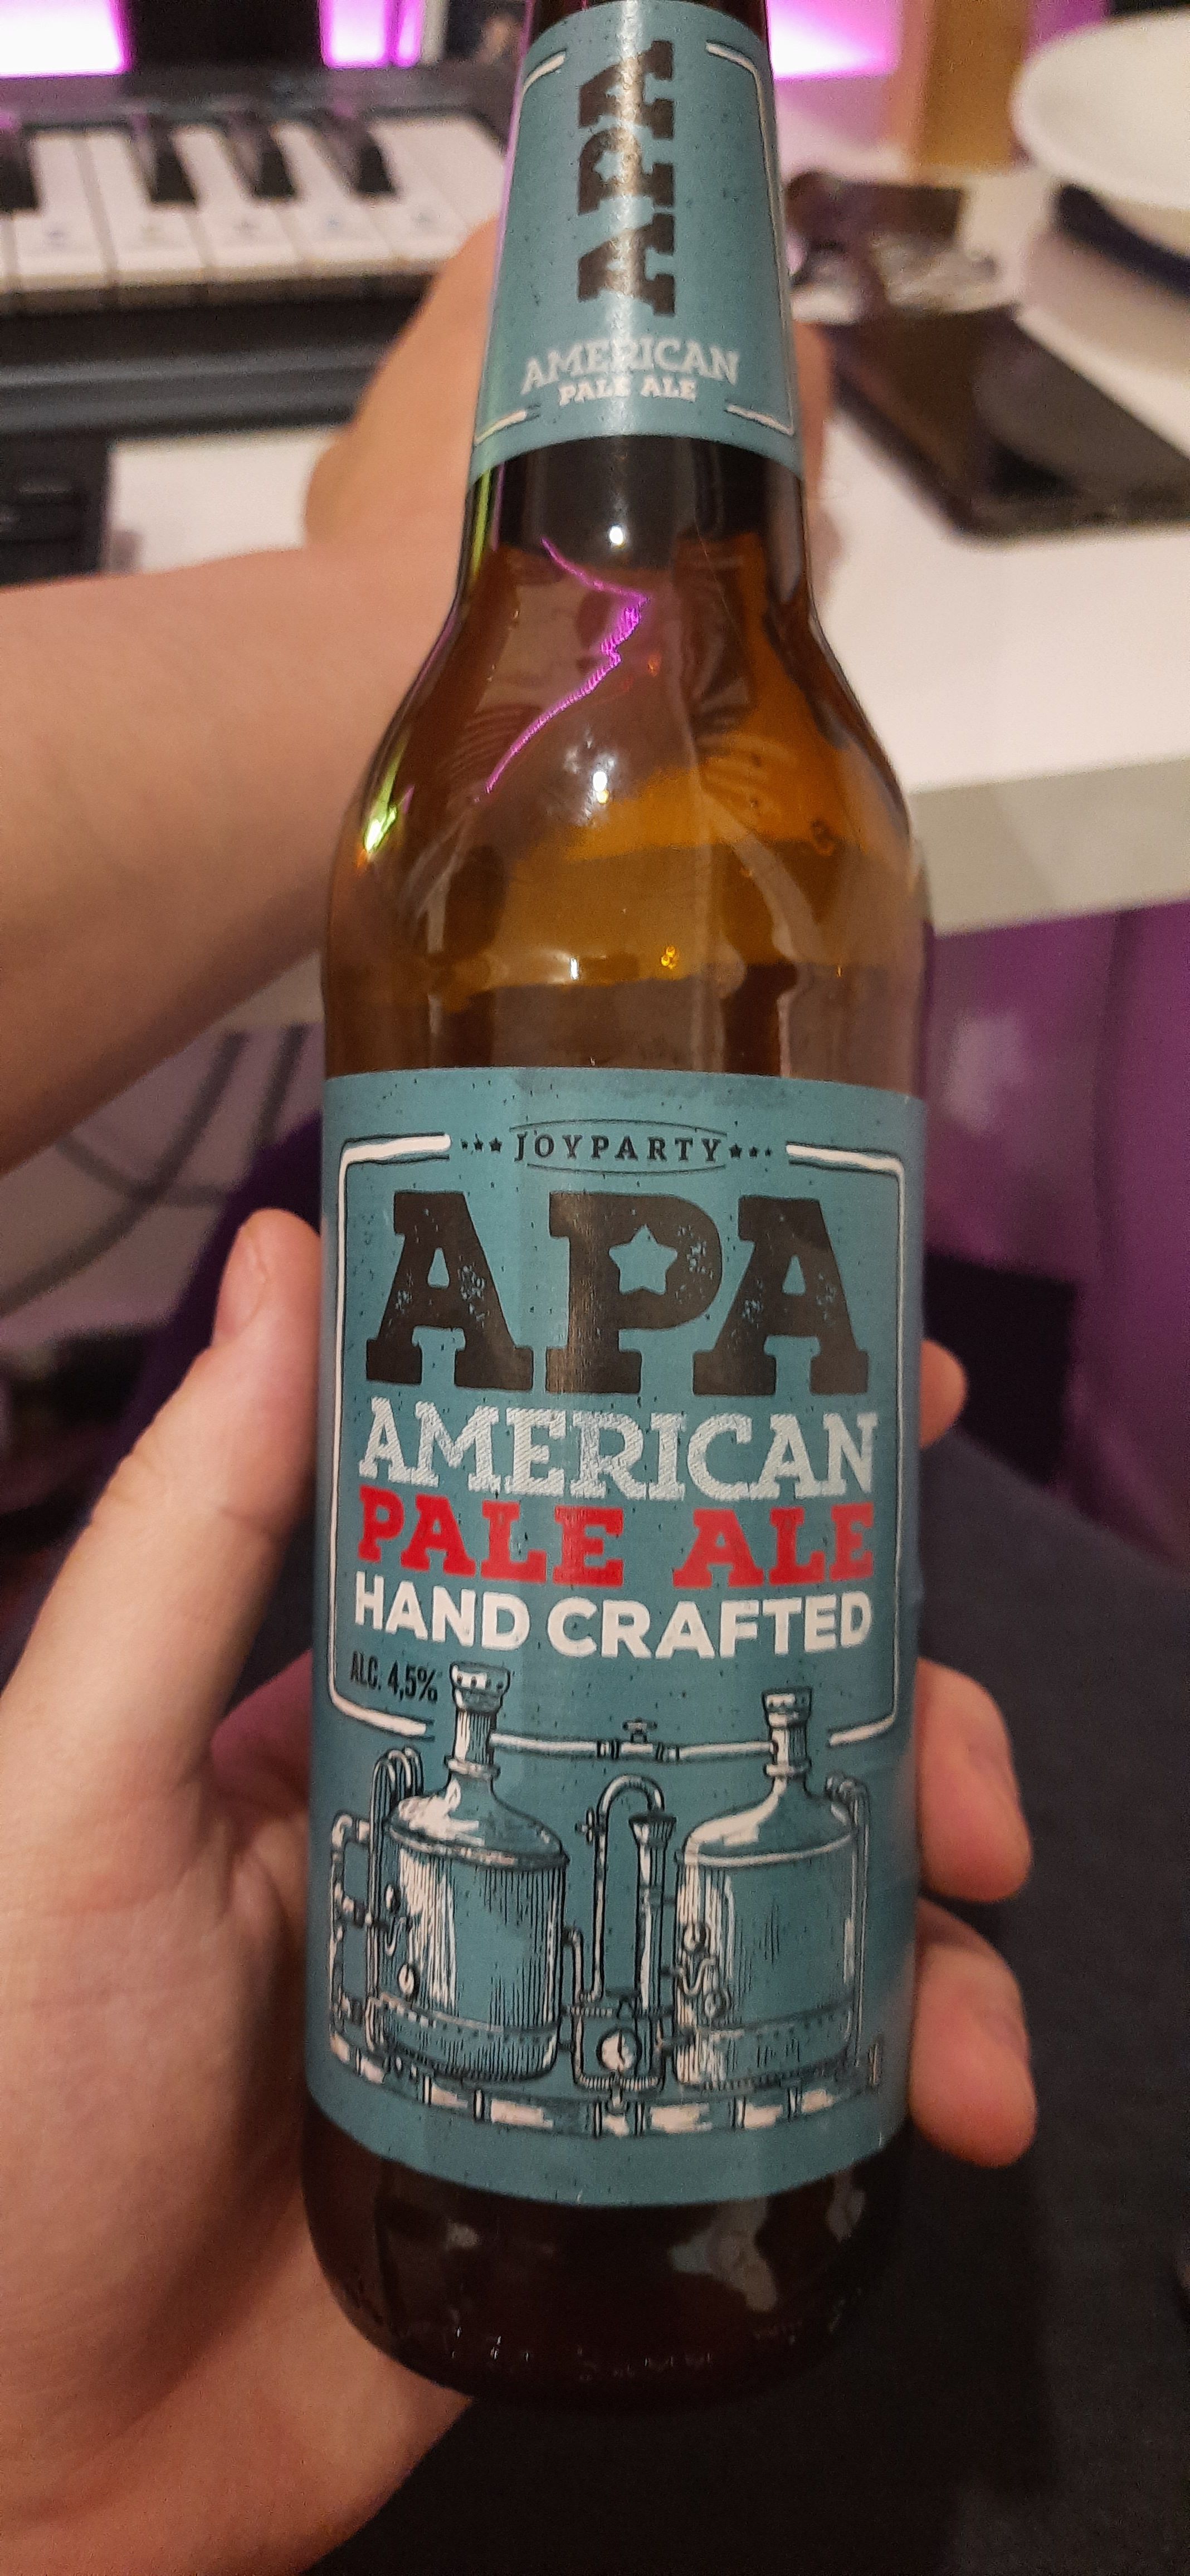 APA
AMERICAN
PALE ALE
JOYPARTY
APA
AMERICAN
PALE ALE
HAND CRAFTED
ALC. 4,5%